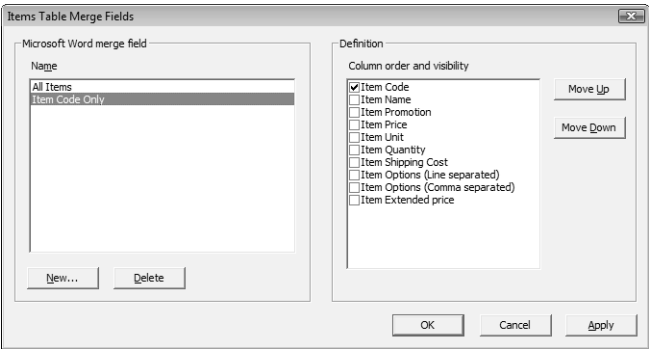 Items Table Merge Fields
Microsoft Word merge field
Name
All Items
Item Code Only
New...
Delete
Definition
Column order and visibility
Item Code
Item Name
Item Promotion
Item Price
Item Unit
Item Quantity
Item Shipping Cost
Item Options (Line separated)
Item Options (Comma separated)
Item Extended price
Move Up
Move Down
OK
Cancel
Apply